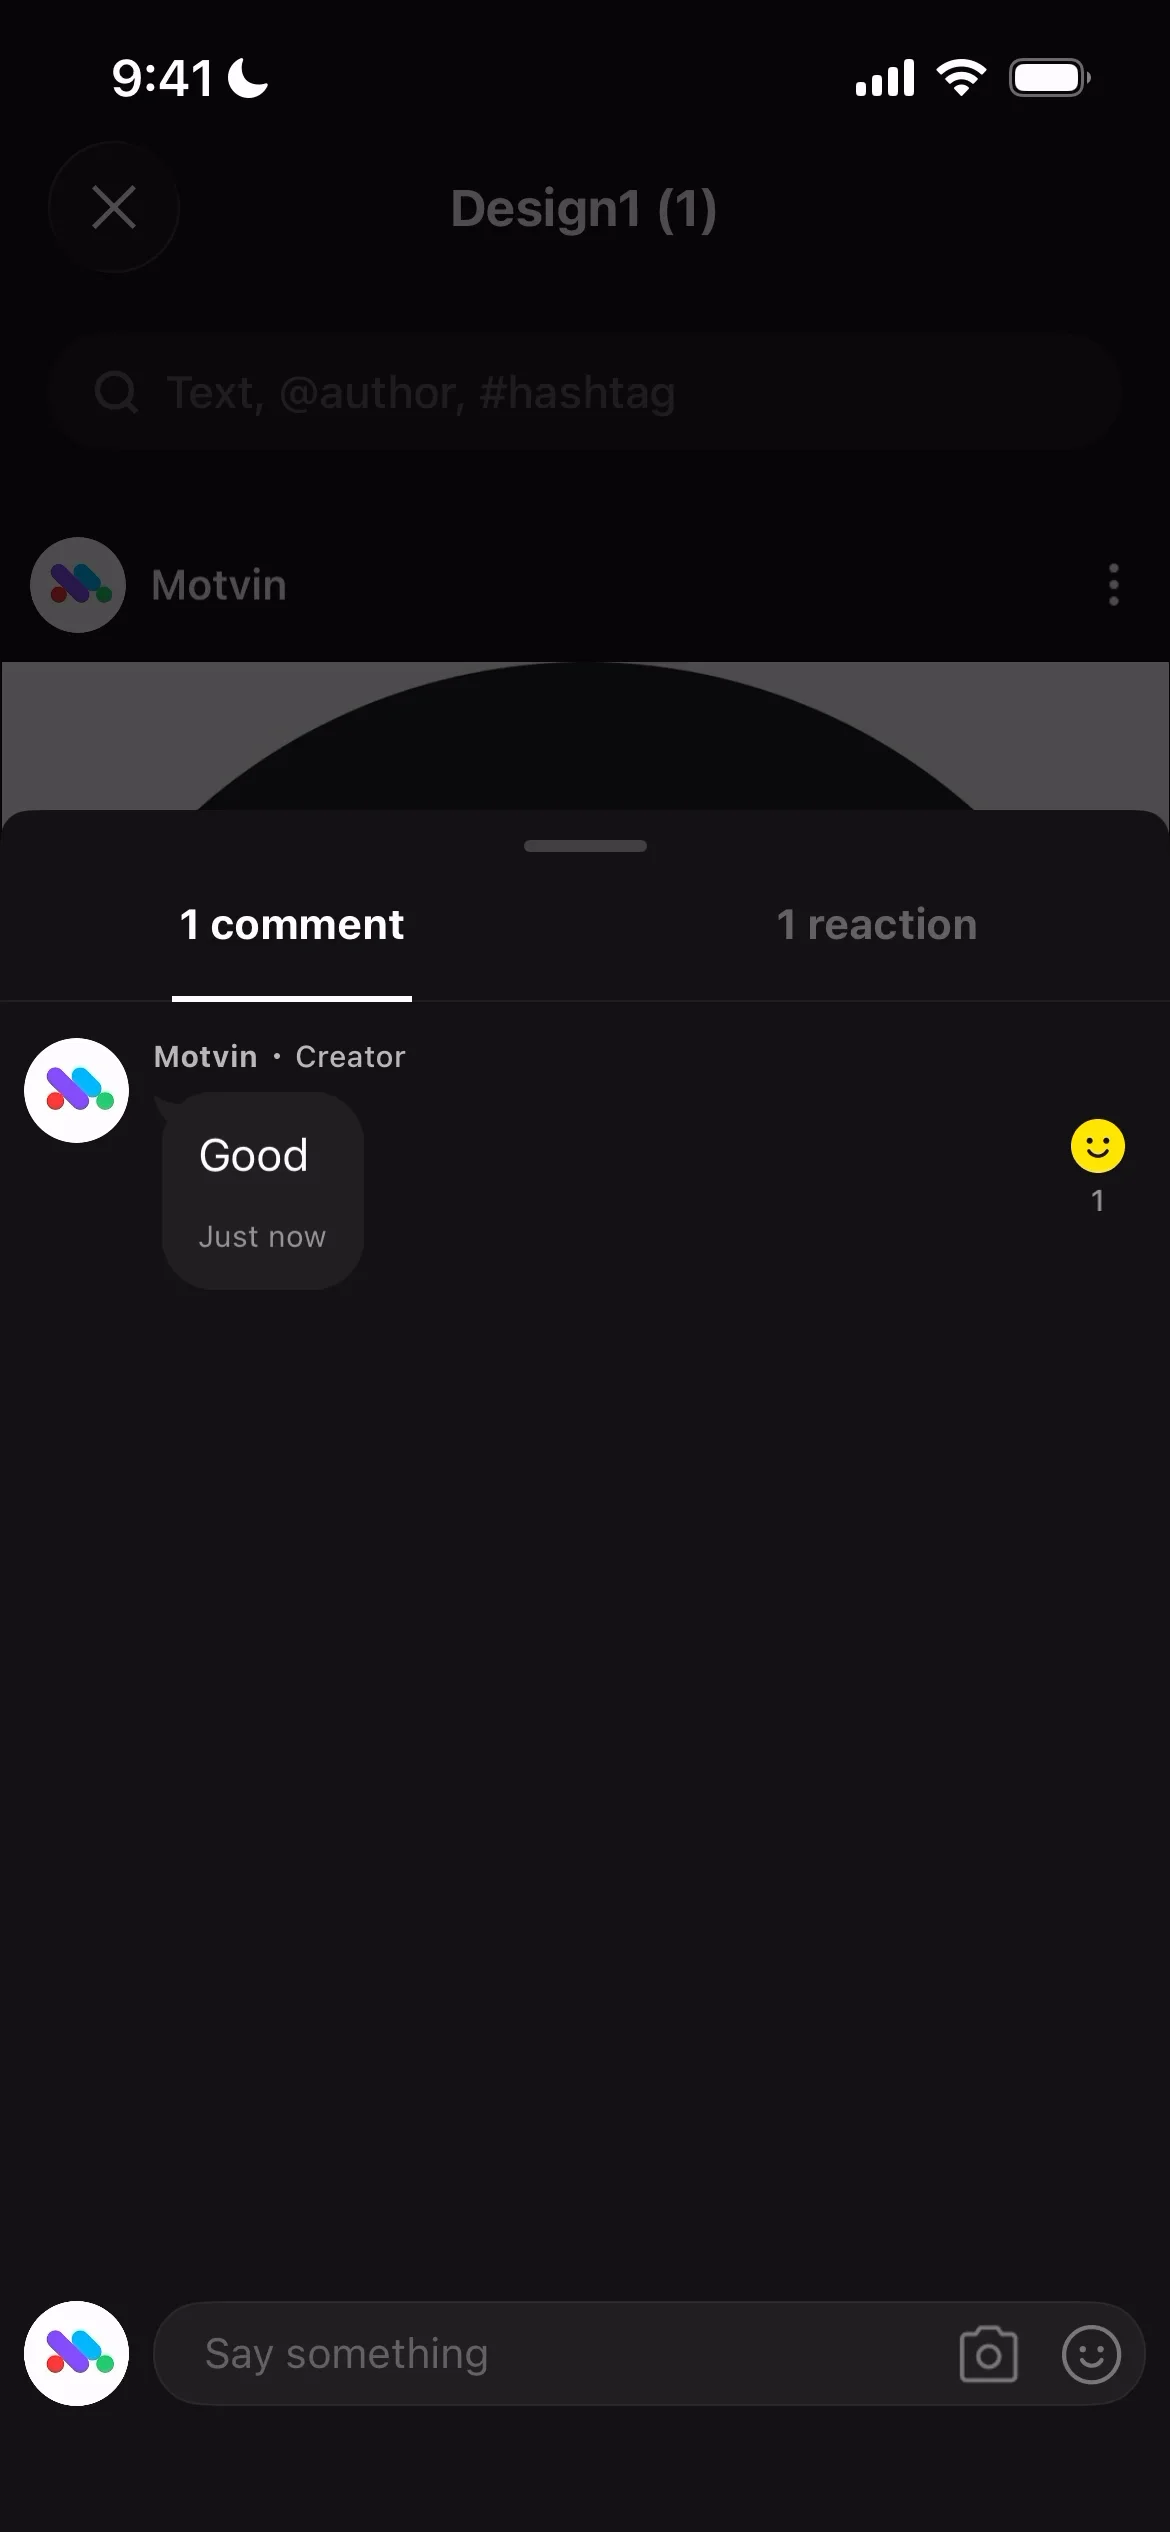 9:41
Design1 (1)
Text, @author, #hashtag
Motvin
1 comment
1 reaction
Motvin • Creator
Good
Just now
1
Say something